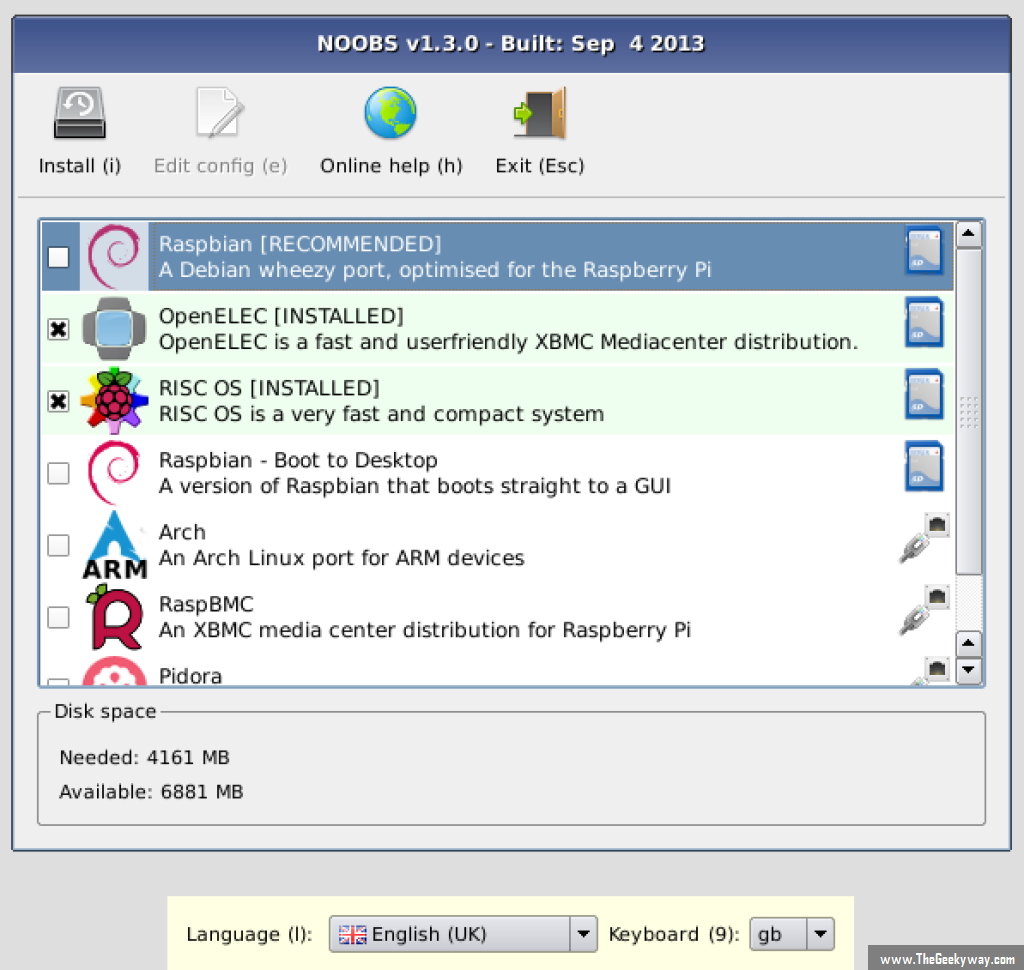 NOOBS v1.3.0 - Built: Sep  4 2013
Install (i) Edit config (e) Online help (h) Exit (Esc)
Raspbian [RECOMMENDED]
A Debian wheezy port, optimised for the Raspberry Pi
OpenELEC [INSTALLED]
OpenELEC is a fast and userfriendly XBMC Mediacenter distribution.
RISC OS [INSTALLED]
RISC OS is a very fast and compact system
Raspbian - Boot to Desktop
A version of Raspbian that boots straight to a GUI
Arch
An Arch Linux port for ARM devices
ARM
RaspBMC
An XBMC media center distribution for Raspberry Pi
Pidora
Disk space
Needed: 4161 MB
Available: 6881 MB
Language (l): English (UK) Keyboard (9): gb
www.TheGeekyway.com